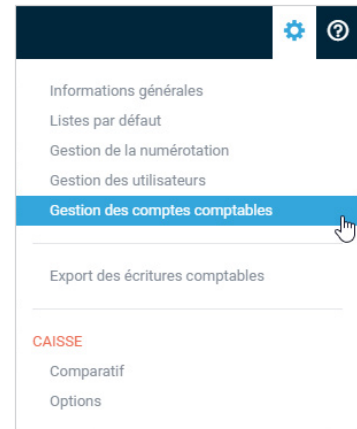 Informations générales
Listes par défaut
Gestion de la numérotation
Gestion des utilisateurs
Gestion des comptes comptables
Export des écritures comptables
CAISSE
Comparatif
Options